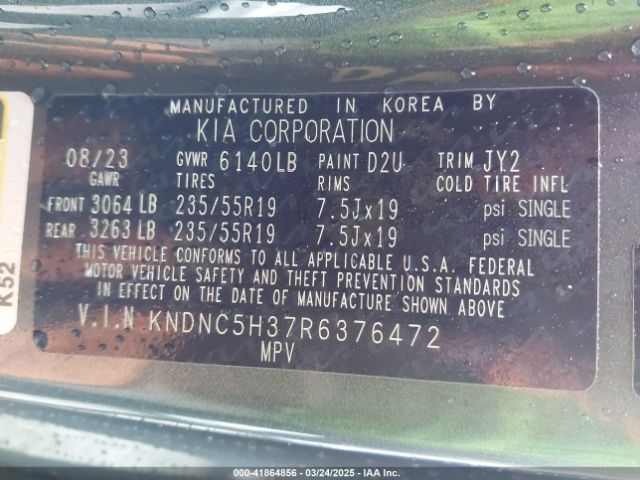 MANUFACTURED IN KOREA BY
KIA CORPORATION
08/23 GVWR 6140LB PAINT D2U TRIM JY2
GAWR TIRES RIMS COLD TIRE INFL
FRONT 3064 LB 235/55R19 7.5Jx19 psi SINGLE
REAR 3263 LB 235/55R19 7.5Jx19 psi SINGLE
THIS VEHICLE CONFORMS TO ALL APPLICABLE U.S.A. FEDERAL
MOTOR VEHICLE SAFETY AND THEFT PREVENTION STANDARDS
IN EFFECT ON THE DATE OF MANUFACTURE SHOWN ABOVE
V.I.N KNDNC5H37R6376472
MPV
K52
000-41864856 — 03/24/2025 — IAA Inc.